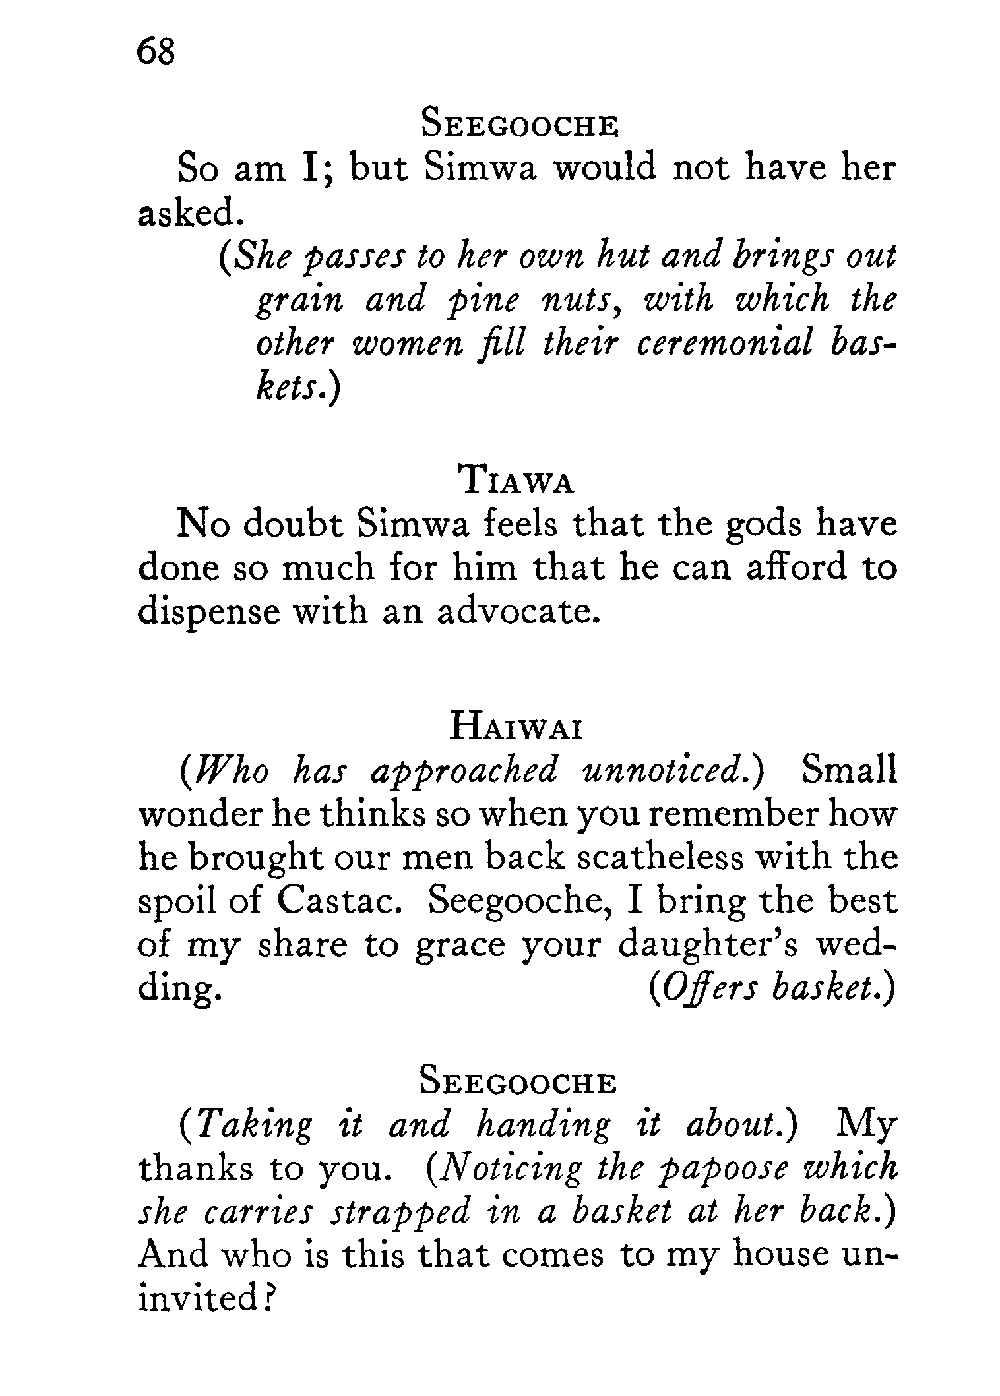 68
SEEGOOCHE
So am I; but Simwa would not have her
asked.
(She passes to her own hut and brings out
grain and pine nuts, with which the
other women fill their ceremonial bas-
kets.)
TIAWA
No doubt Simwa feels that the gods have
done so much for him that he can afford to
dispense with an advocate.
HAIWAI
(Who has approached unnoticed.) Small
wonder he thinks so when you remember how
he brought our men back scatheless with the
spoil of Castac. Seegooche, I bring the best
of my share to grace your daughter's wed-
ding. (Offers basket.)
SEEGOOCHE
(Taking it and handing it about.) My
thanks to you. (Noticing the papoose which
she carries strapped in a basket at her back.)
And who is this that comes to my house un-
invited?